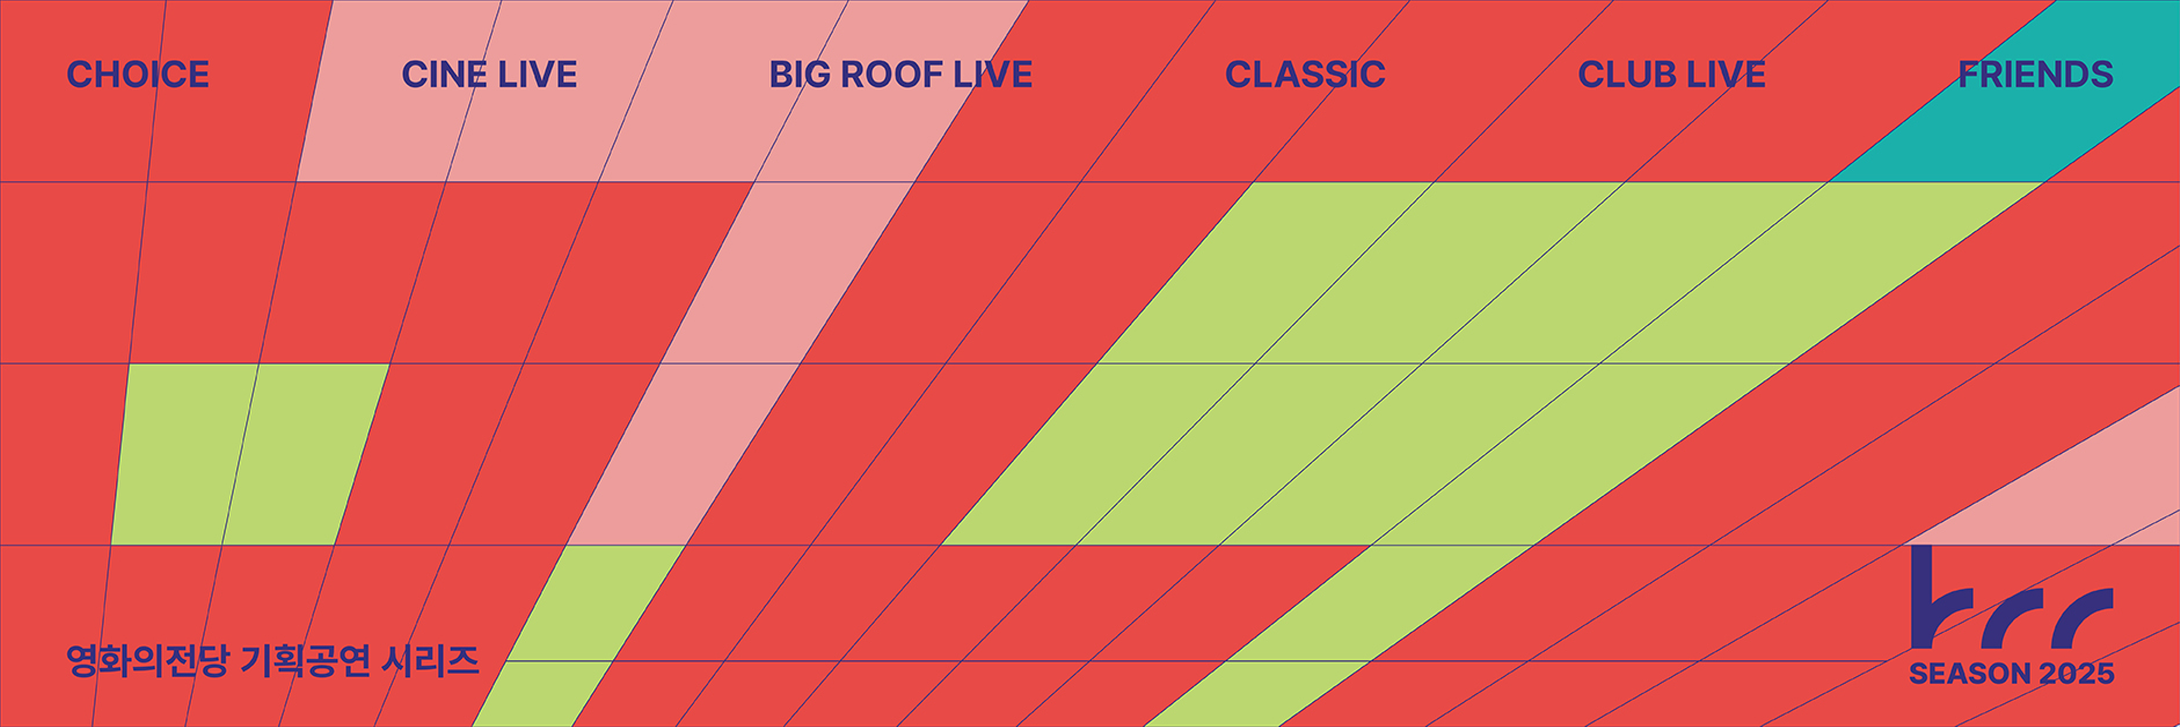 CHOICE
CINE LIVE
BIG ROOF LIVE
CLASSIC
CLUB LIVE
FRIENDS
영화의전당 기획공연 시리즈
SEASON 2025